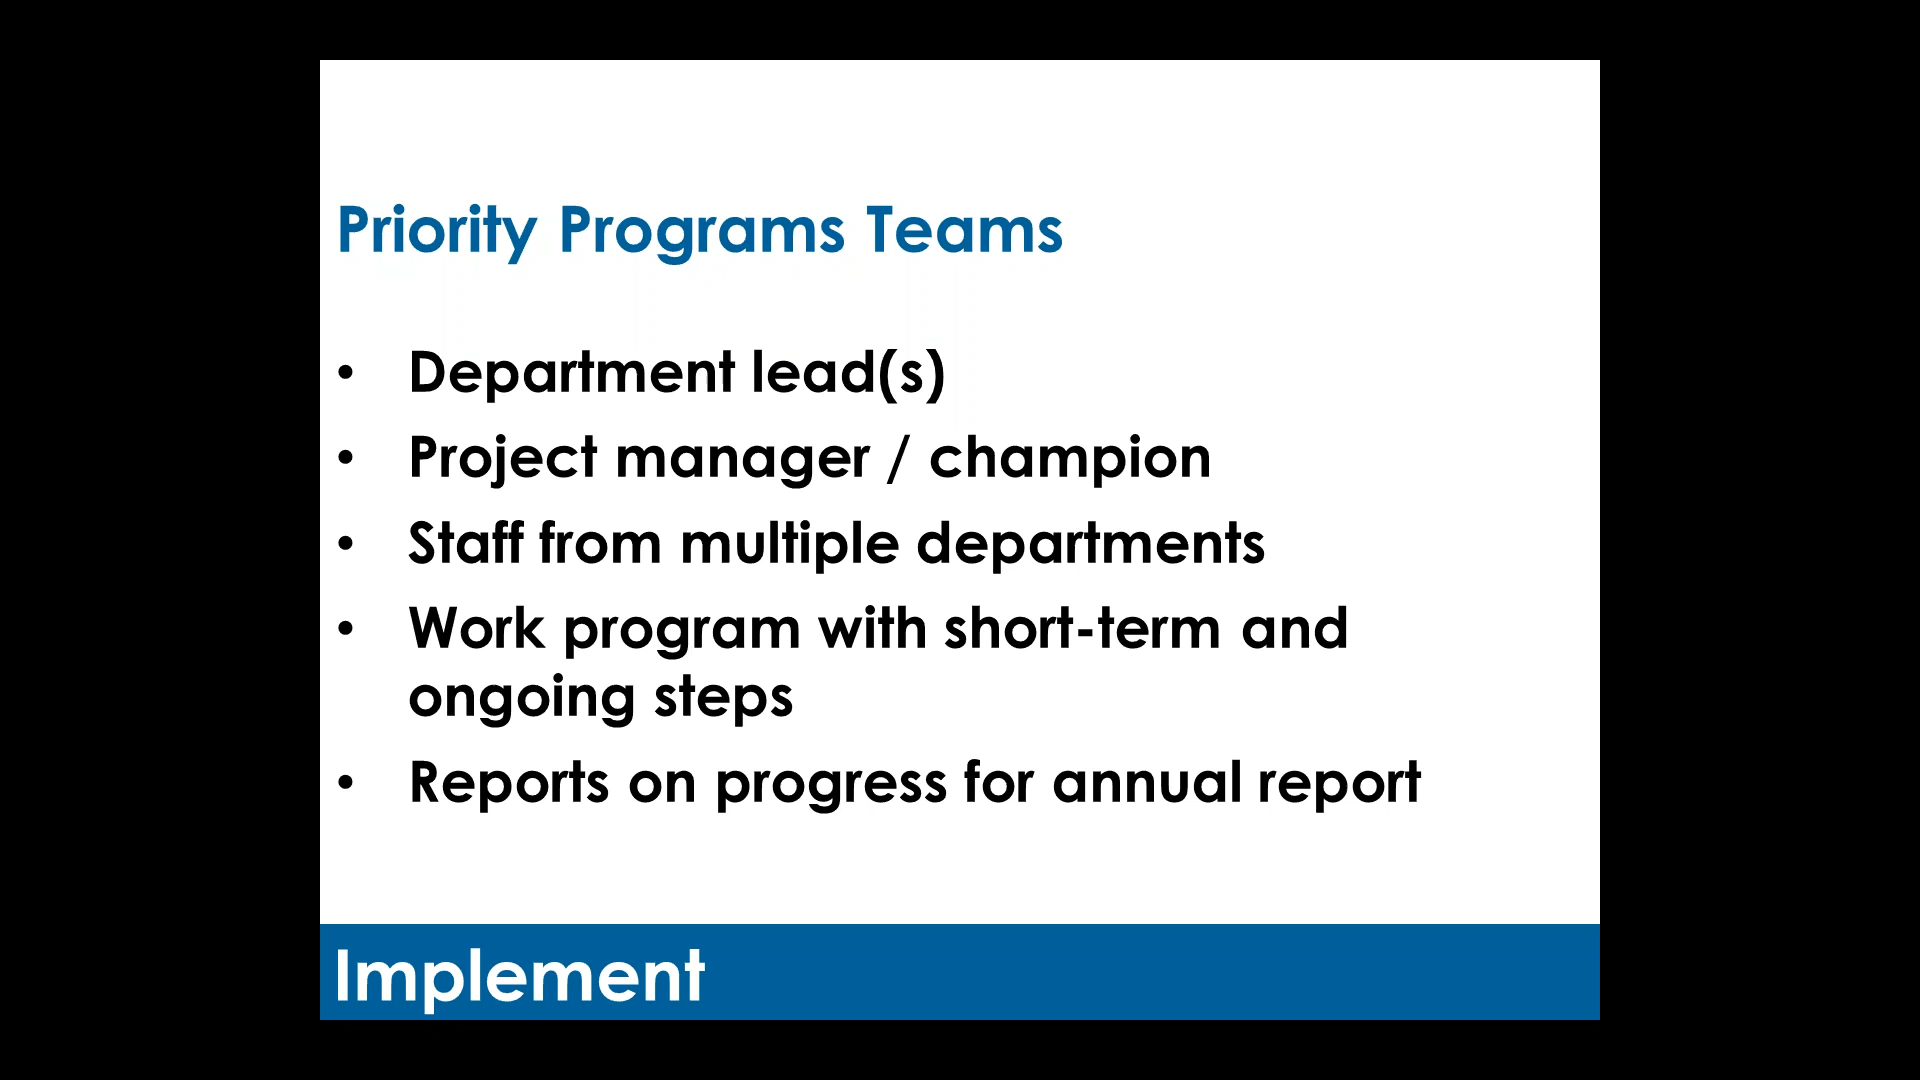 Priority Programs Teams
• Department lead(s)
• Project manager / champion
• Staff from multiple departments
• Work program with short-term and
ongoing steps
• Reports on progress for annual report
Implement